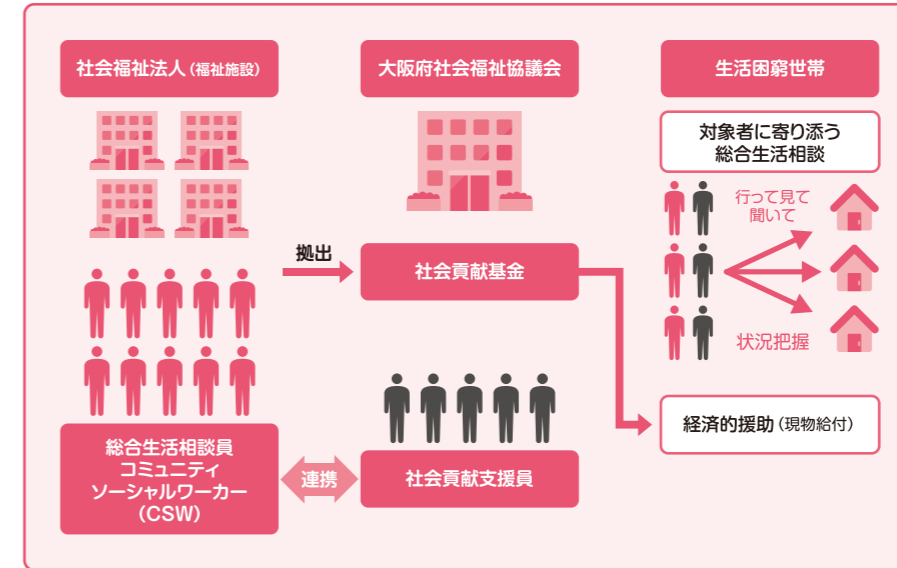 社会福祉法人（福祉施設）
大阪府社会福祉協議会
生活困窮世帯
対象者に寄り添う
総合生活相談
行って見て
聞いて
拠出
社会貢献基金
状況把握
経済的援助（現物給付）
総合生活相談員
コミュニティ
ソーシャルワーカー
（CSW）
連携
社会貢献支援員